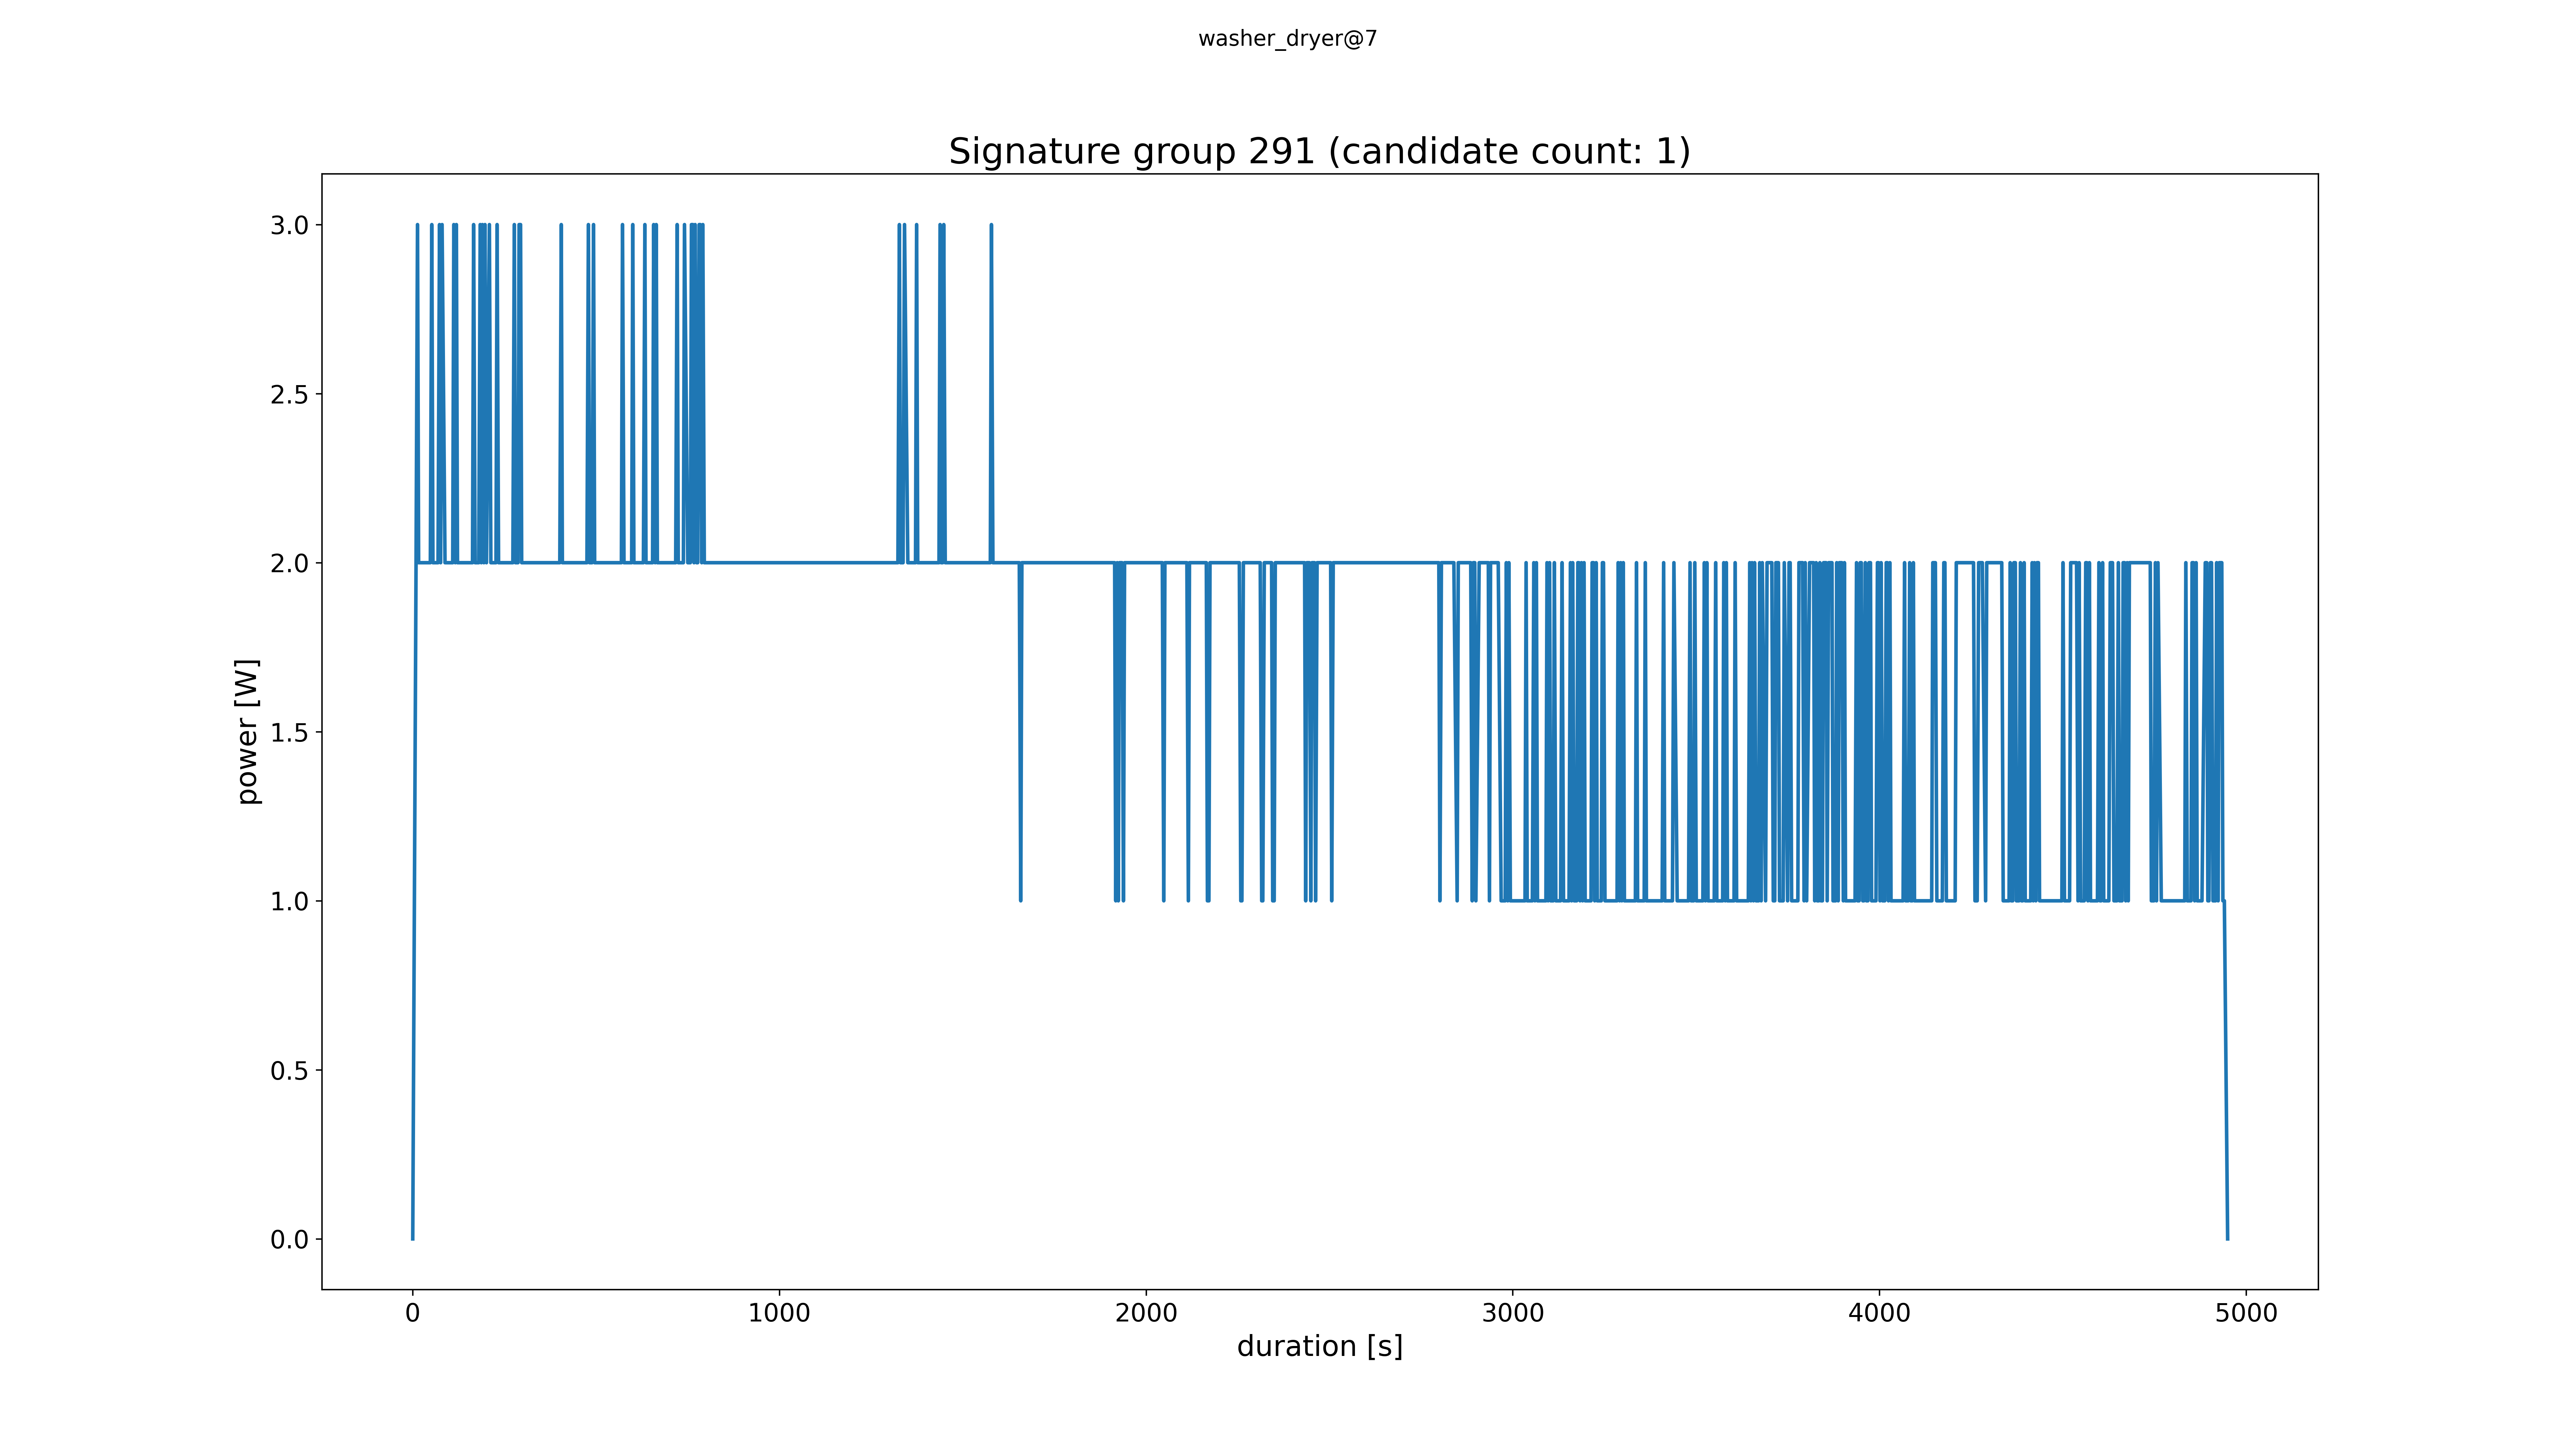 washer_dryer@7
Signature group 291 (candidate count: 1)
3.0
2.5
2.0
1.5
1.0
0.5
0.0
power [W]
0 1000 2000 3000 4000 5000
duration [s]